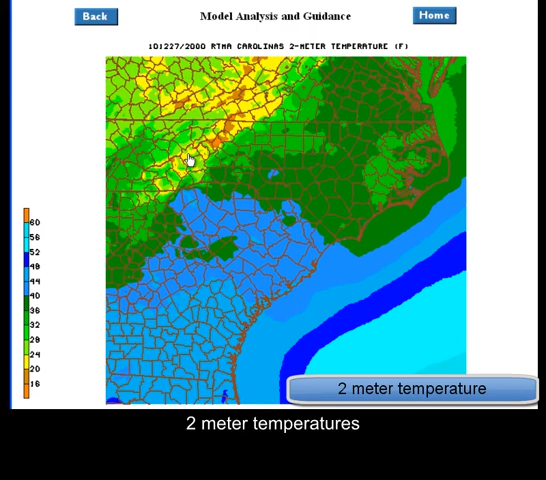 Back
Model Analysis and Guidance
Home
101227/2000 RTMA CAROLINAS 2-METER TEMPERATURE (F)
60
56
52
48
44
40
36
32
28
24
20
16
2 meter temperature
2 meter temperatures